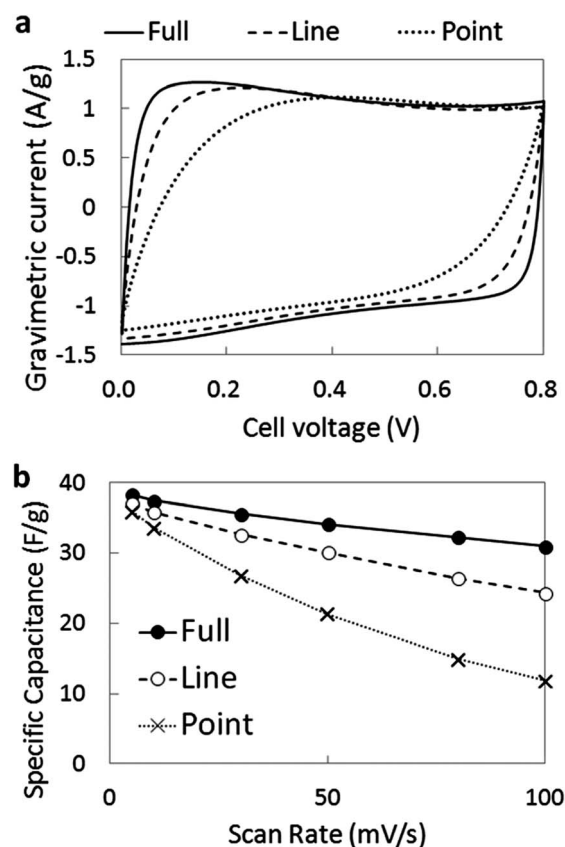 a
Full Line Point
1.5
1
0.5
0
-0.5
-1
-1.5
Gravimetric current (A/g)
0.0 0.2 0.4 0.6 0.8
Cell voltage (V)
b
40
30
20
10
0
Specific Capacitance (F/g)
Full
Line
Point
0 50 100
Scan Rate (mV/s)